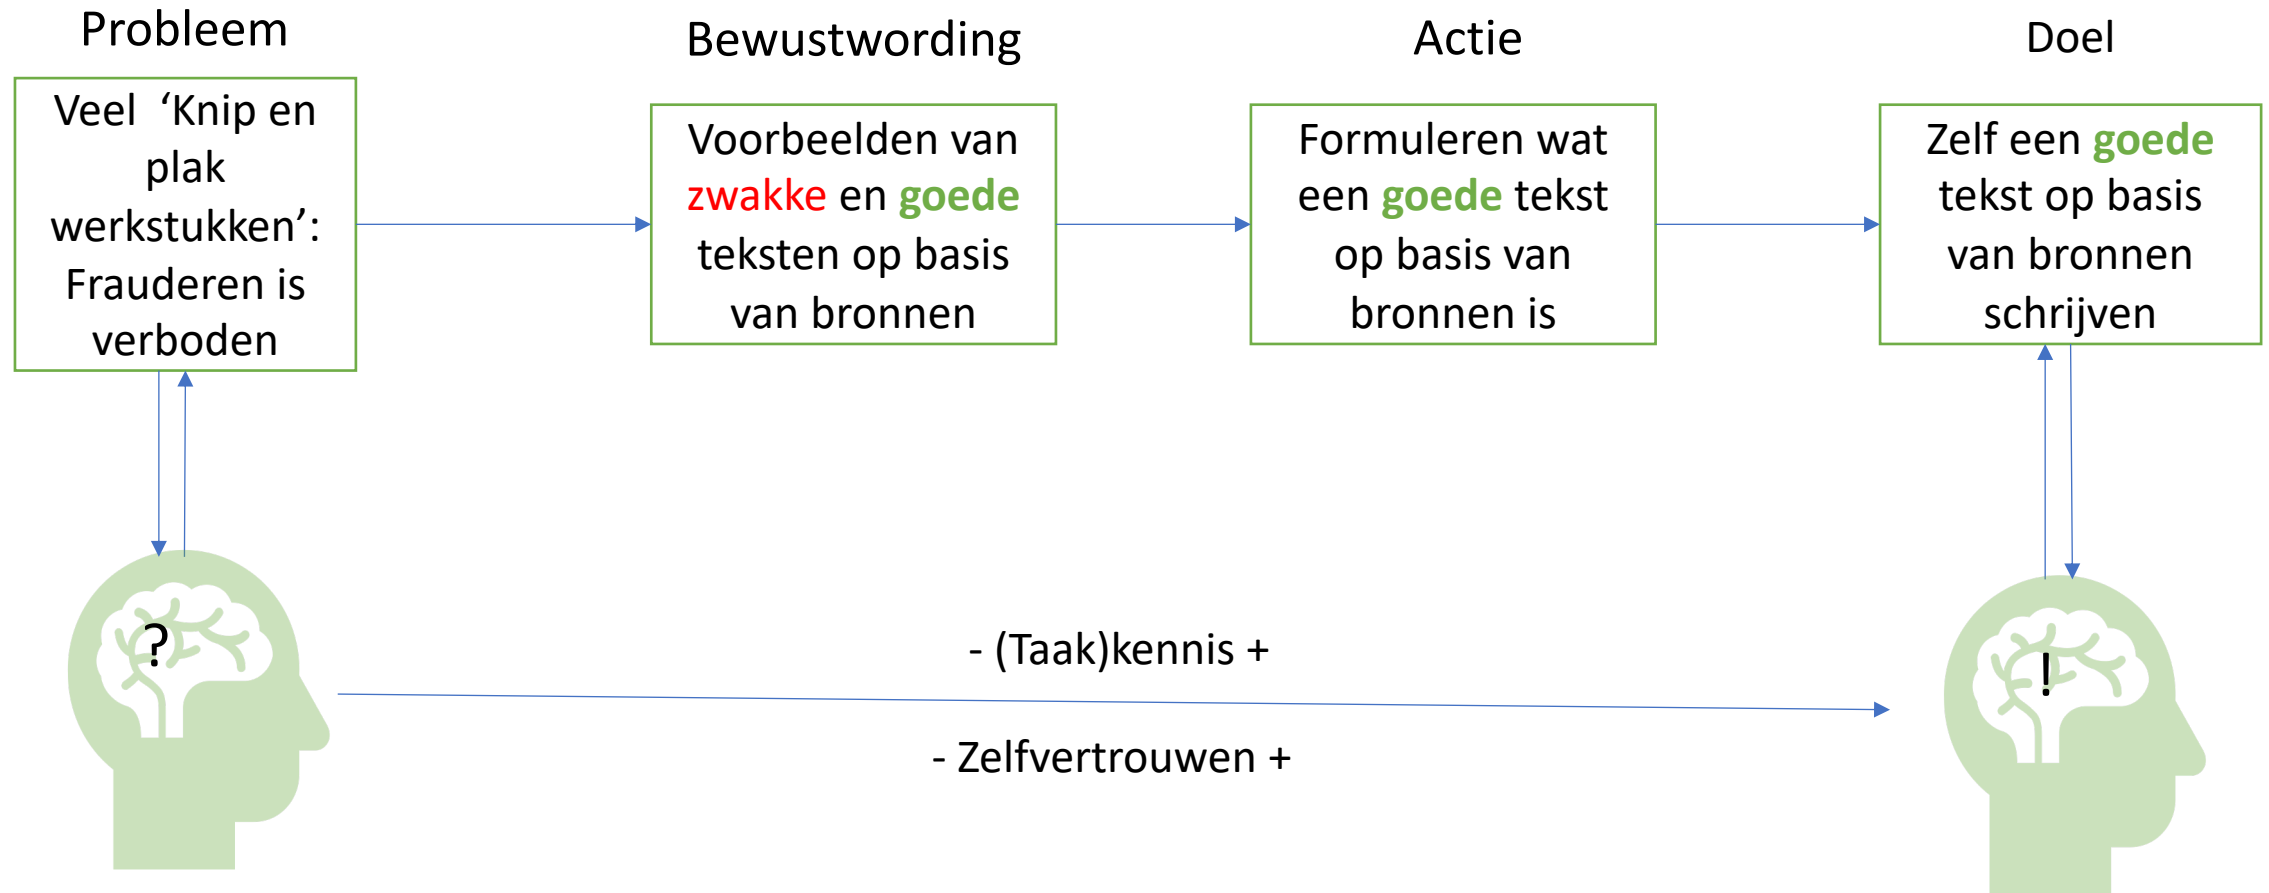 Probleem
Veel ‘Knip en
plak
werkstukken’:
Frauderen is
verboden
Bewustwording
Voorbeelden van
zwakke en goede
teksten op basis
van bronnen
Actie
Formuleren wat
een goede tekst
op basis van
bronnen is
Doel
Zelf een goede
tekst op basis
van bronnen
schrijven
?
- (Taak)kennis +
- Zelfvertrouwen +
!